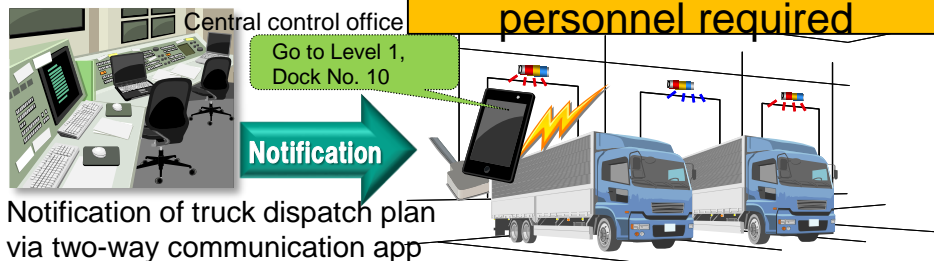 personnel required
Central control office
Go to Level 1,
Dock No. 10
Notification
Notification of truck dispatch plan
via two-way communication app